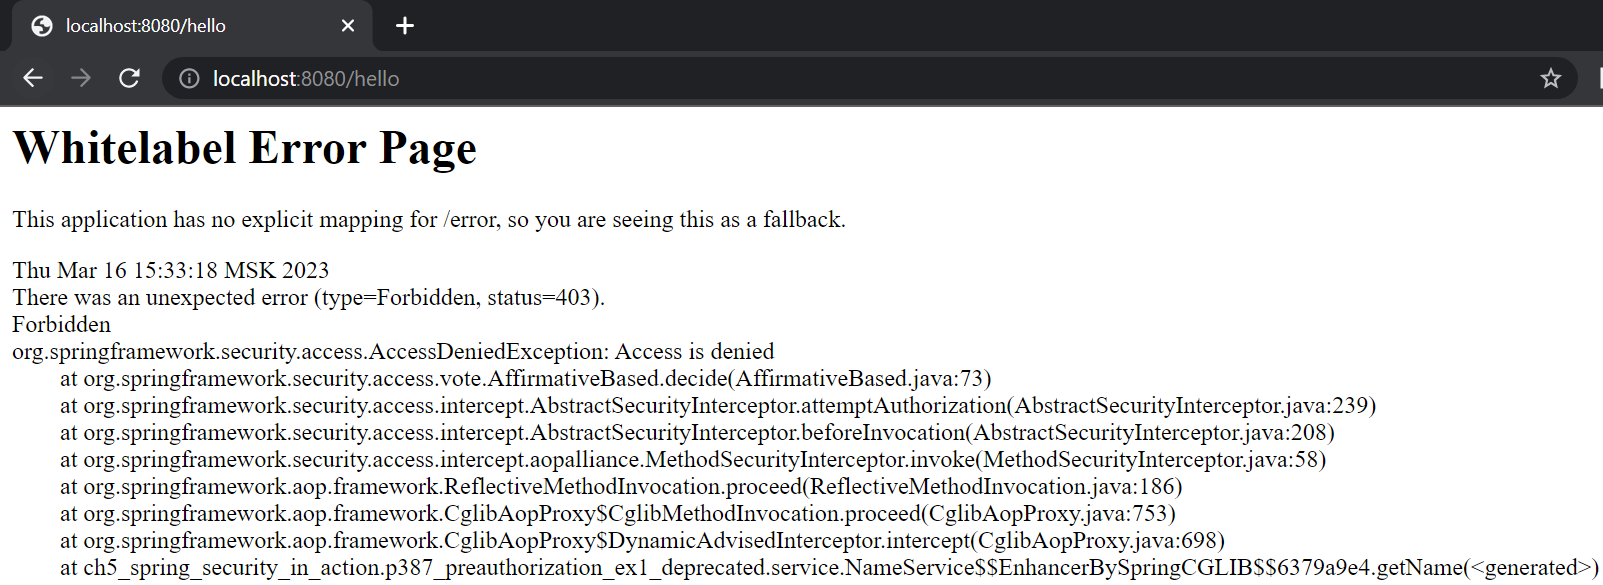 localhost:8080/hello
localhost:8080/hello
Whitelabel Error Page
This application has no explicit mapping for /error, so you are seeing this as a fallback.
Thu Mar 16 15:33:18 MSK 2023
There was an unexpected error (type=Forbidden, status=403).
Forbidden
org.springframework.security.access.AccessDeniedException: Access is denied
at org.springframework.security.access.vote.AffirmativeBased.decide(AffirmativeBased.java:73)
at org.springframework.security.access.intercept.AbstractSecurityInterceptor.attemptAuthorization(AbstractSecurityInterceptor.java:239)
at org.springframework.security.access.intercept.AbstractSecurityInterceptor.beforeInvocation(AbstractSecurityInterceptor.java:208)
at org.springframework.security.access.intercept.aopalliance.MethodSecurityInterceptor.invoke(MethodSecurityInterceptor.java:58)
at org.springframework.aop.framework.ReflectiveMethodInvocation.proceed(ReflectiveMethodInvocation.java:186)
at org.springframework.aop.framework.CglibAopProxy$CglibMethodInvocation.proceed(CglibAopProxy.java:753)
at org.springframework.aop.framework.CglibAopProxy$DynamicAdvisedInterceptor.intercept(CglibAopProxy.java:698)
at ch5_spring_security_in_action.p387_preauthorization_ex1_deprecated.service.NameService$$EnhancerBySpringCGLIB$$6379a9e4.getName(<generated>)